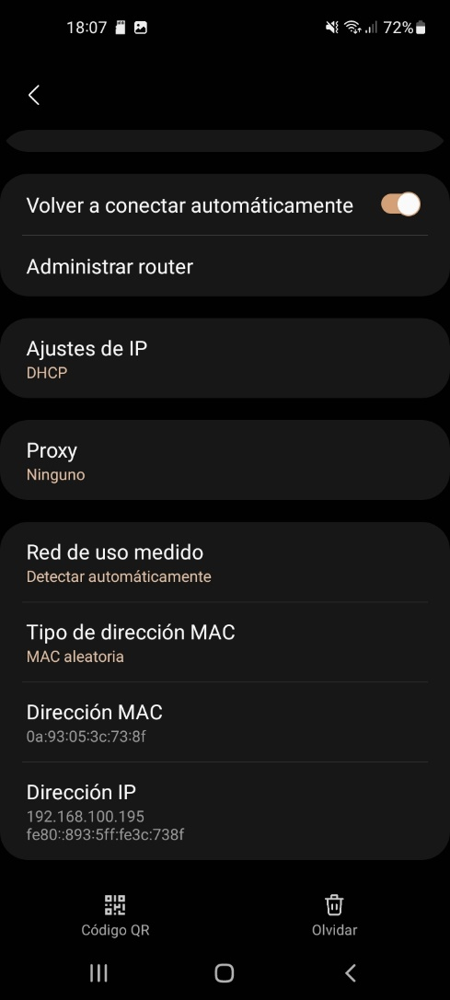 18:07
72%
Volver a conectar automáticamente
Administrar router
Ajustes de IP
DHCP
Proxy
Ninguno
Red de uso medido
Detectar automáticamente
Tipo de dirección MAC
MAC aleatoria
Dirección MAC
0a:93:05:3c:73:8f
Dirección IP
192.168.100.195
fe80::893:5ff:fe3c:738f
Código QR
Olvidar